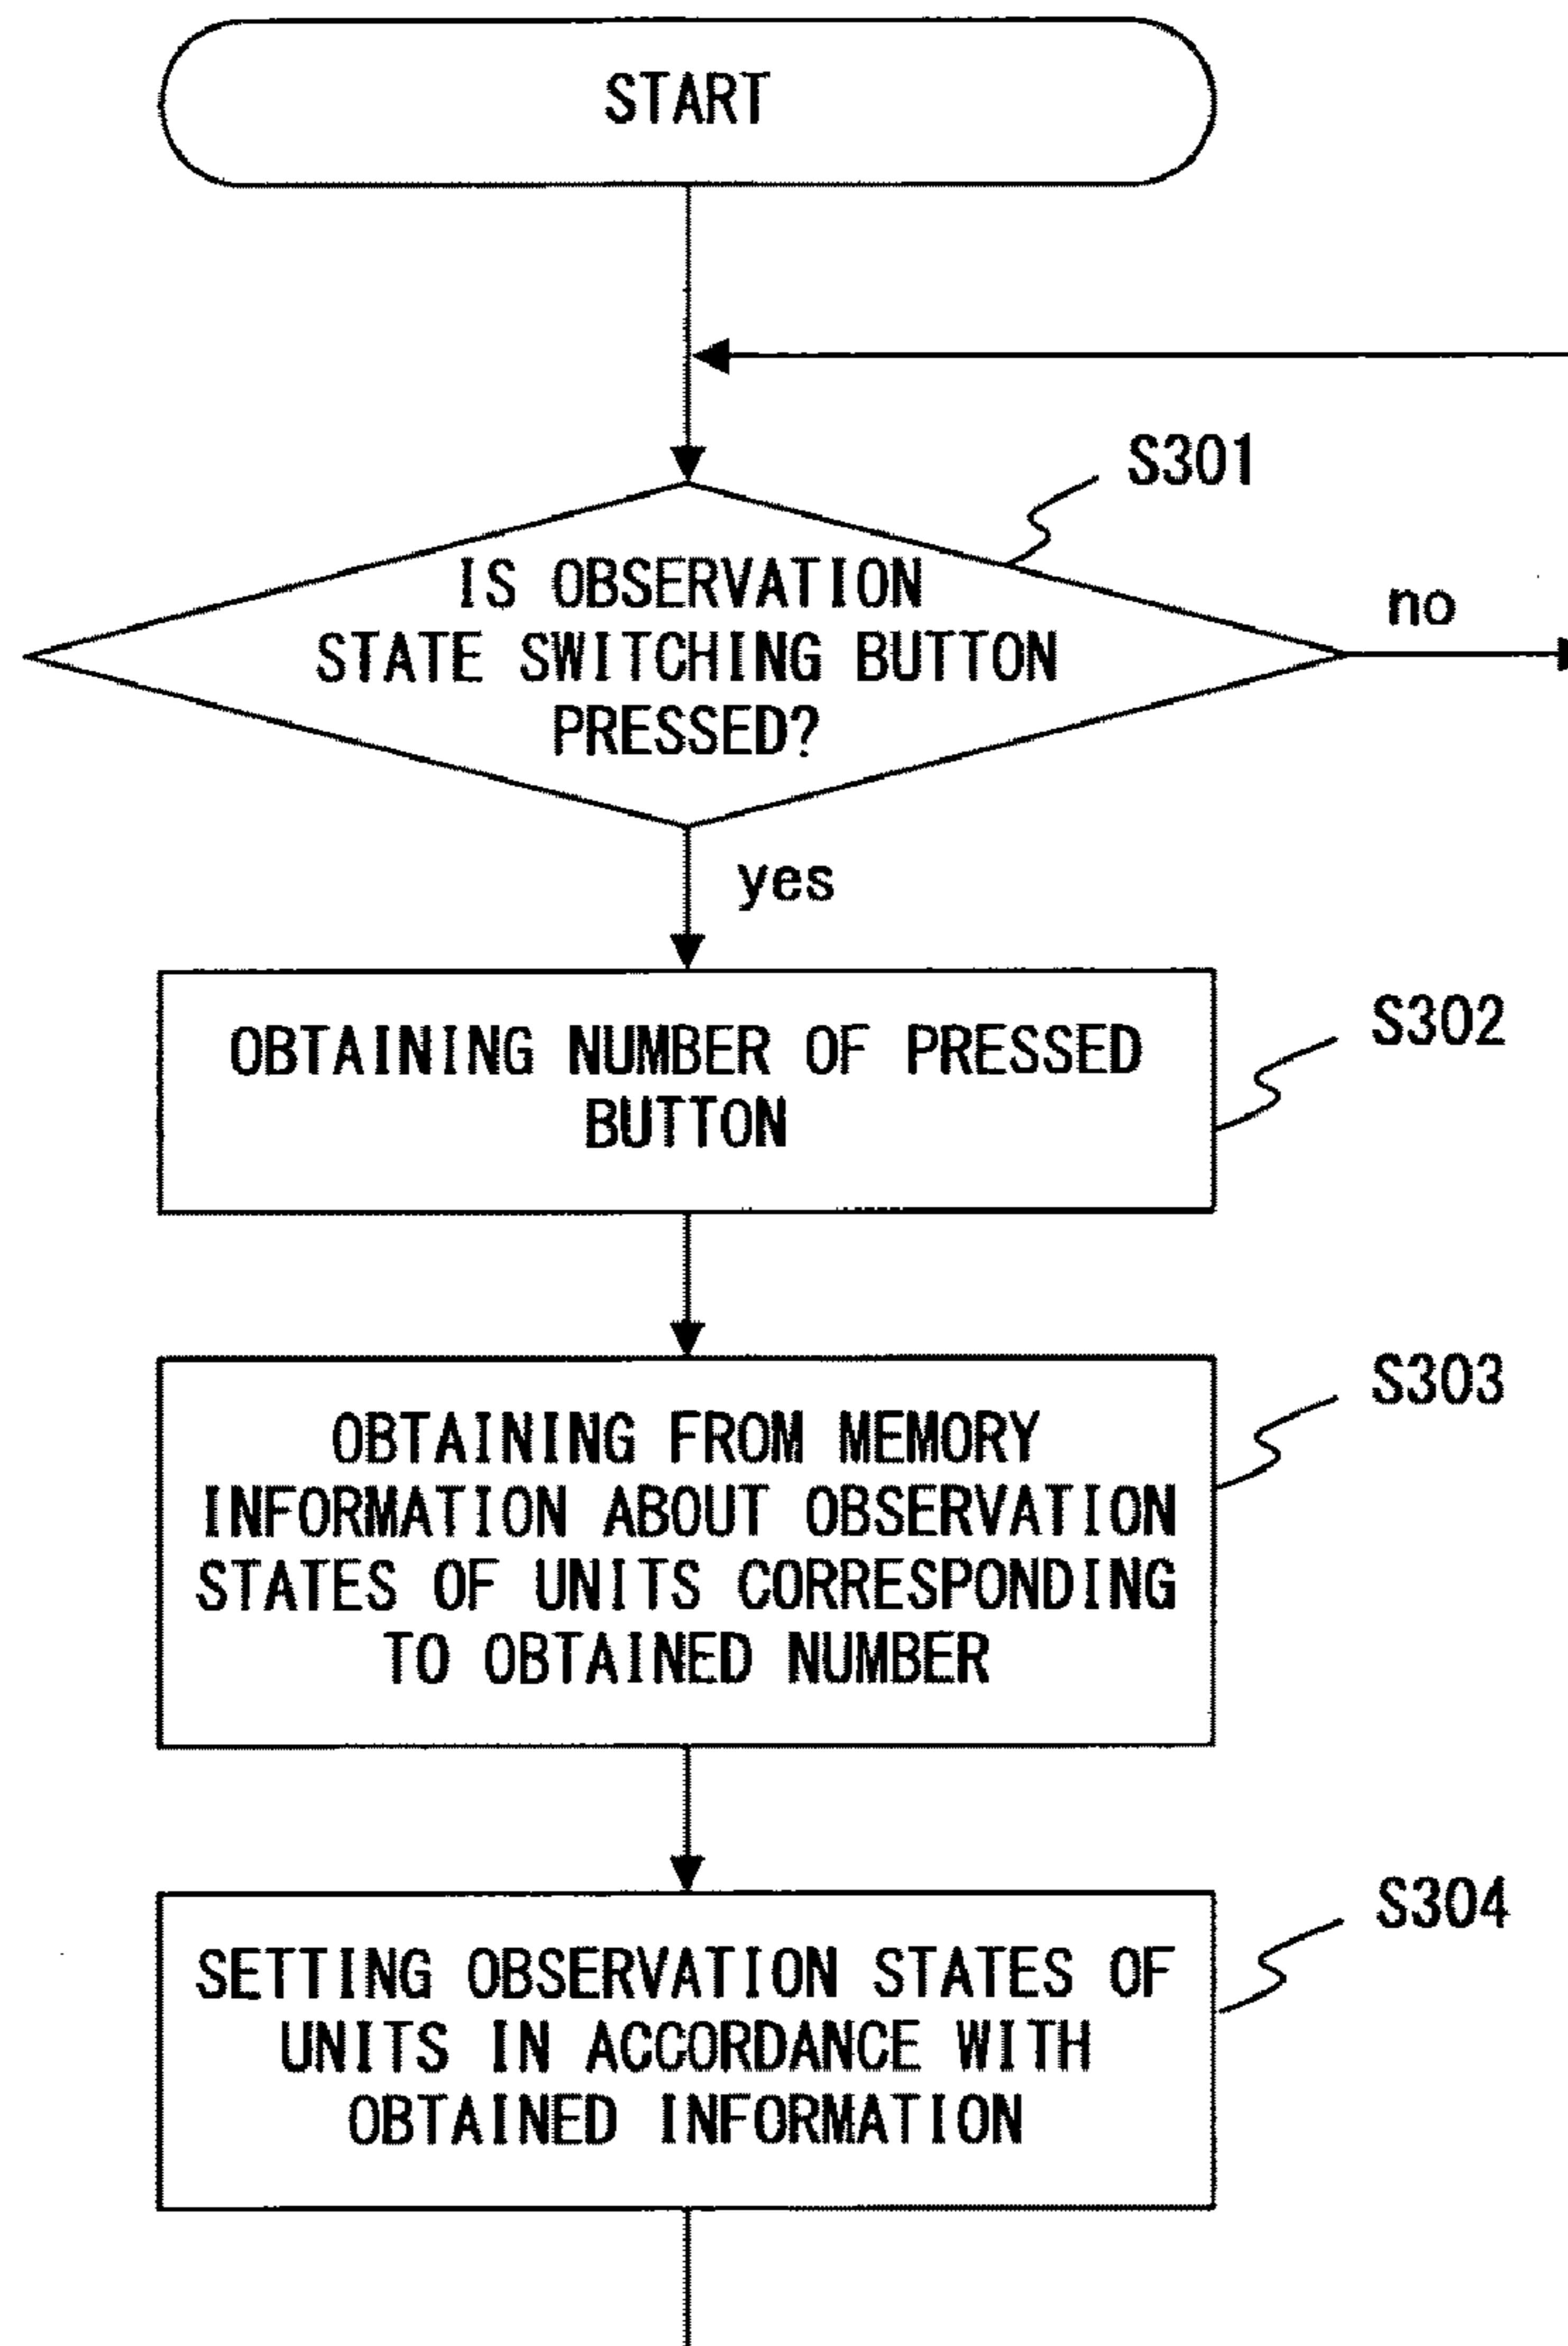 START
S301
IS OBSERVATION
STATE SWITCHING BUTTON
PRESSED?
no
yes
S302
OBTAINING NUMBER OF PRESSED
BUTTON
S303
OBTAINING FROM MEMORY
INFORMATION ABOUT OBSERVATION
STATES OF UNITS CORRESPONDING
TO OBTAINED NUMBER
S304
SETTING OBSERVATION STATES OF
UNITS IN ACCORDANCE WITH
OBTAINED INFORMATION